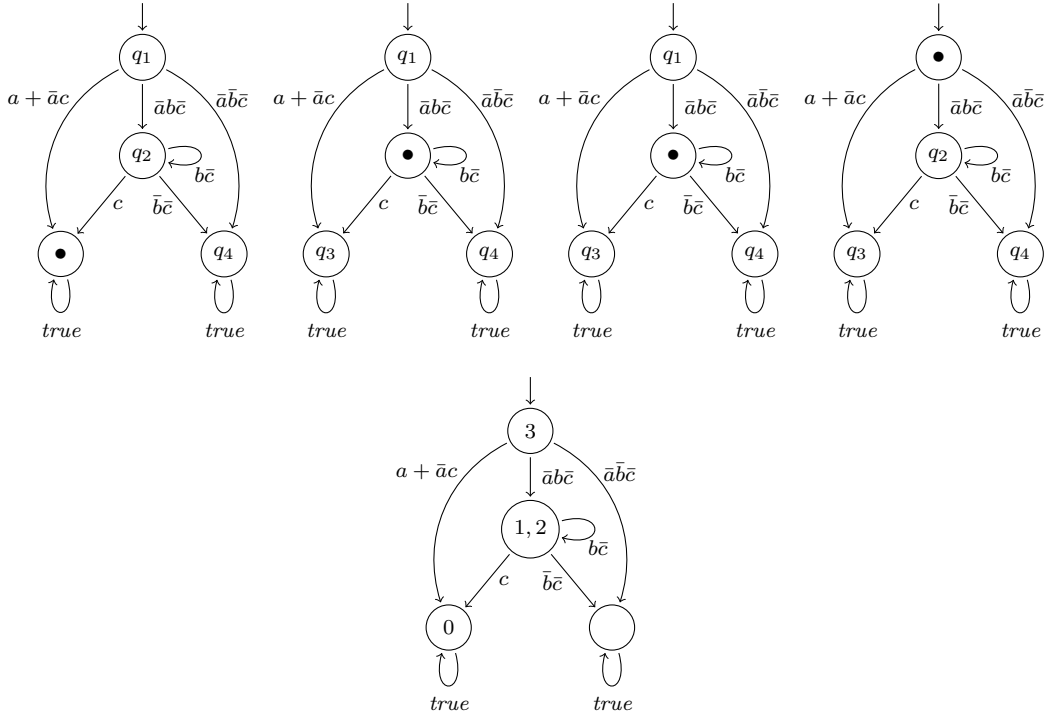 q₁ q₁ q₁ •
a + āc a + āc a + āc a + āc
āb̄c̄ āb̄c̄ āb̄c̄ āb̄c̄
ābc̄ ābc̄ ābc̄ ābc̄
q₂ • • q₂
bc̄ bc̄ bc̄ bc̄
c b̄c̄ c b̄c̄ c b̄c̄ c b̄c̄
• q₄ q₃ q₄ q₃ q₄ q₃ q₄
true true true true true true true true
3
a + āc āb̄c̄
ābc̄
1, 2
bc̄
c b̄c̄
0
true true